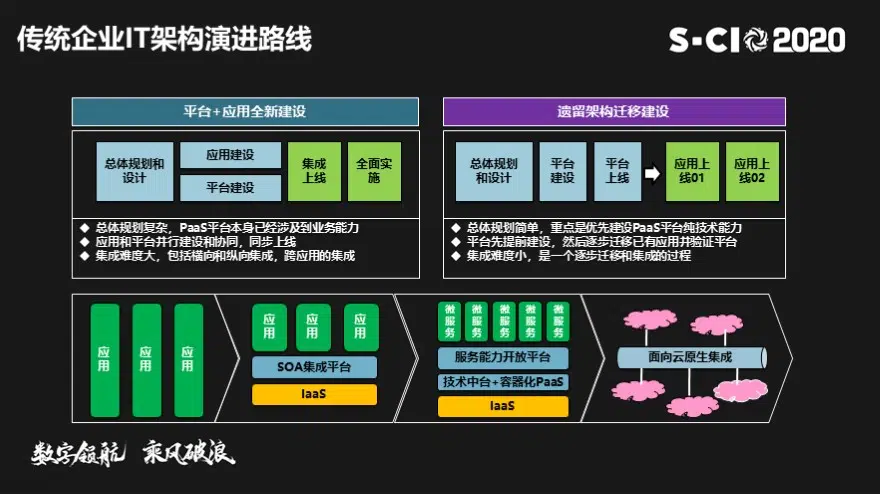 传统企业IT架构演进路线
S-CIO 2020
平台+应用全新建设
总体规划和
设计
应用建设
平台建设
集成
上线
全面实
施
◆ 总体规划复杂，PaaS平台本身已经涉及到业务能力
◆ 应用和平台并行建设和协同，同步上线
◆ 集成难度大，包括横向和纵向集成，跨应用的集成
遗留架构迁移建设
总体规划
和设计
平台
建设
平台
上线
应用上
线01
应用上
线02
◆ 总体规划简单，重点是优先建设PaaS平台纯技术能力
◆ 平台先提前建设，然后逐步迁移已有应用并验证平台
◆ 集成难度小，是一个逐步迁移和集成的过程
应用
应用
应用
应用
应用
应用
SOA集成平台
IaaS
微服务
微服务
微服务
微服务
微服务
服务能力开放平台
技术中台+容器化PaaS
IaaS
面向云原生集成
数字领航 乘风破浪